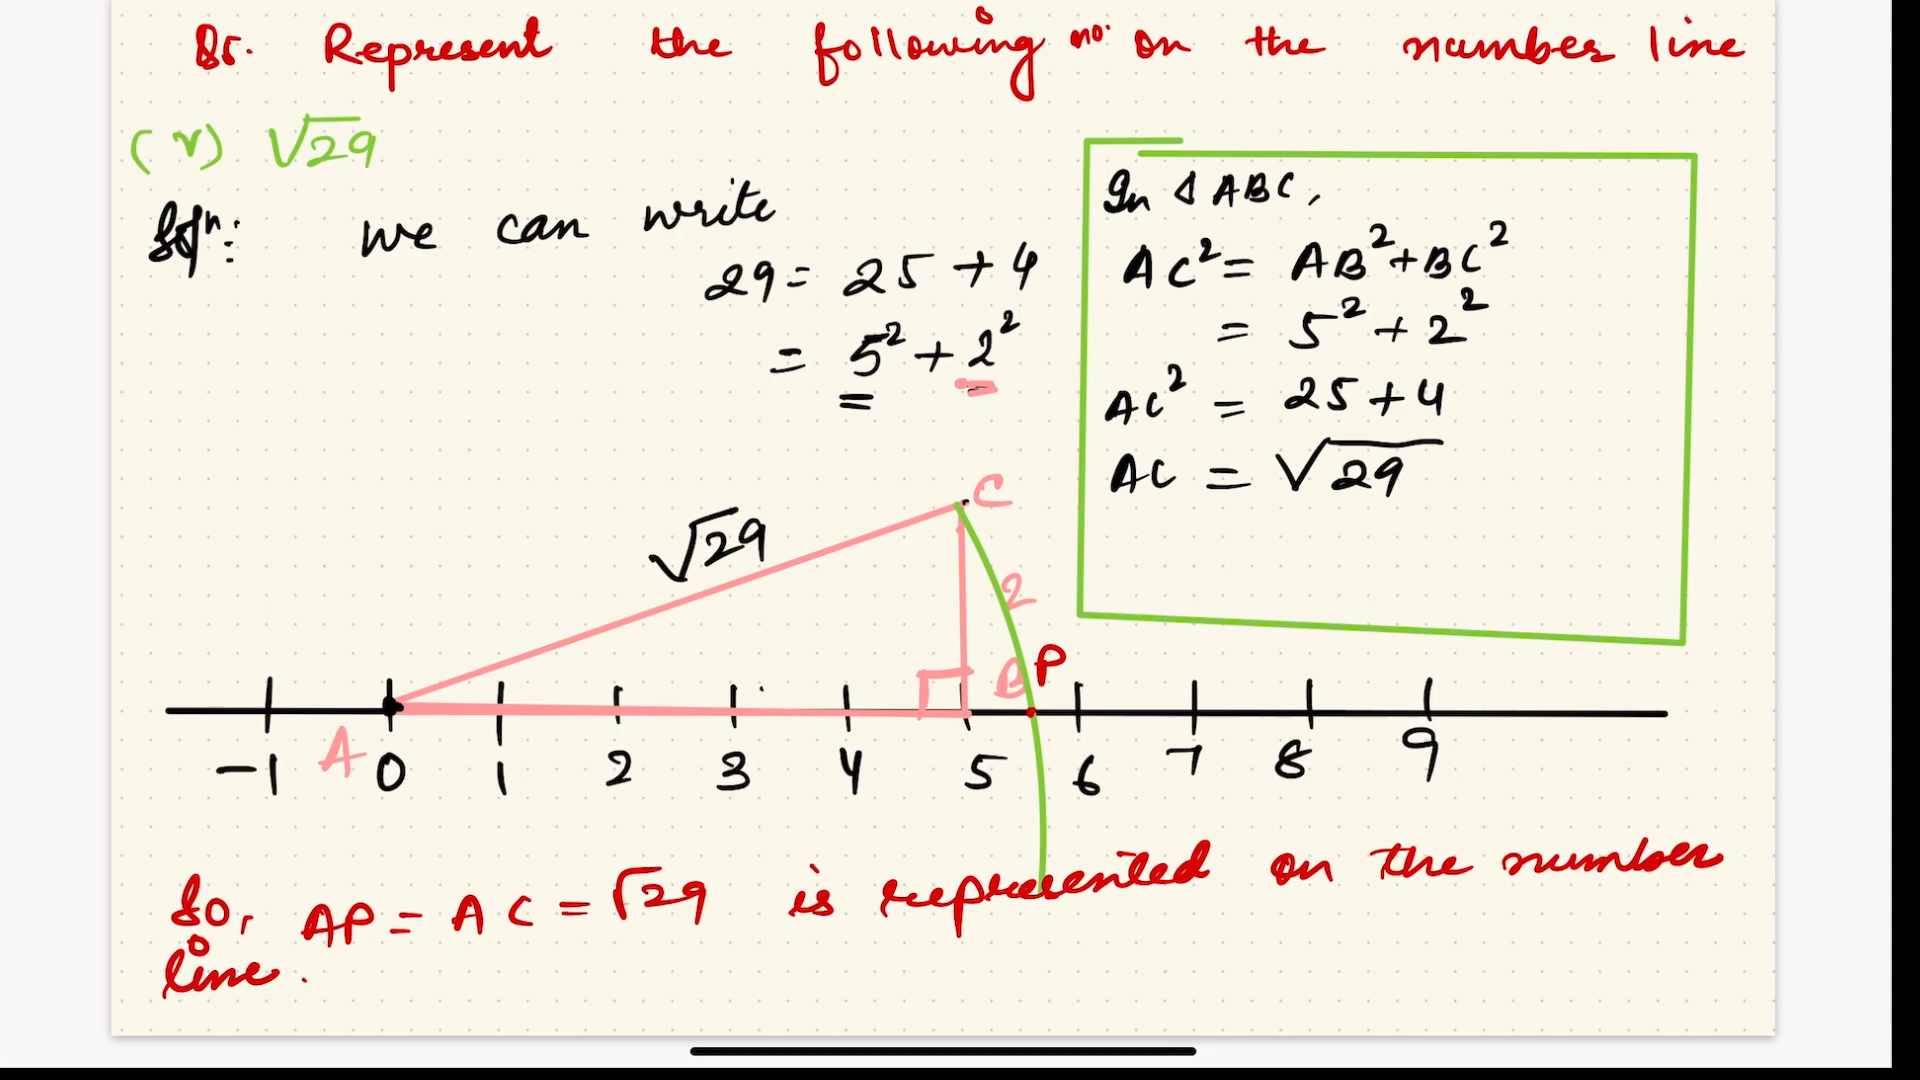 Q5. Represent the following no. on the number line
(v) √29
Solⁿ: we can write
29 = 25 + 4
= 5² + 2²
In △ ABC,
AC² = AB² + BC²
= 5² + 2²
AC² = 25 + 4
AC = √29
√29
C
2
B
P
A
-1 0 1 2 3 4 5 6 7 8 9
So, AP = AC = √29 is represented on the number
line.